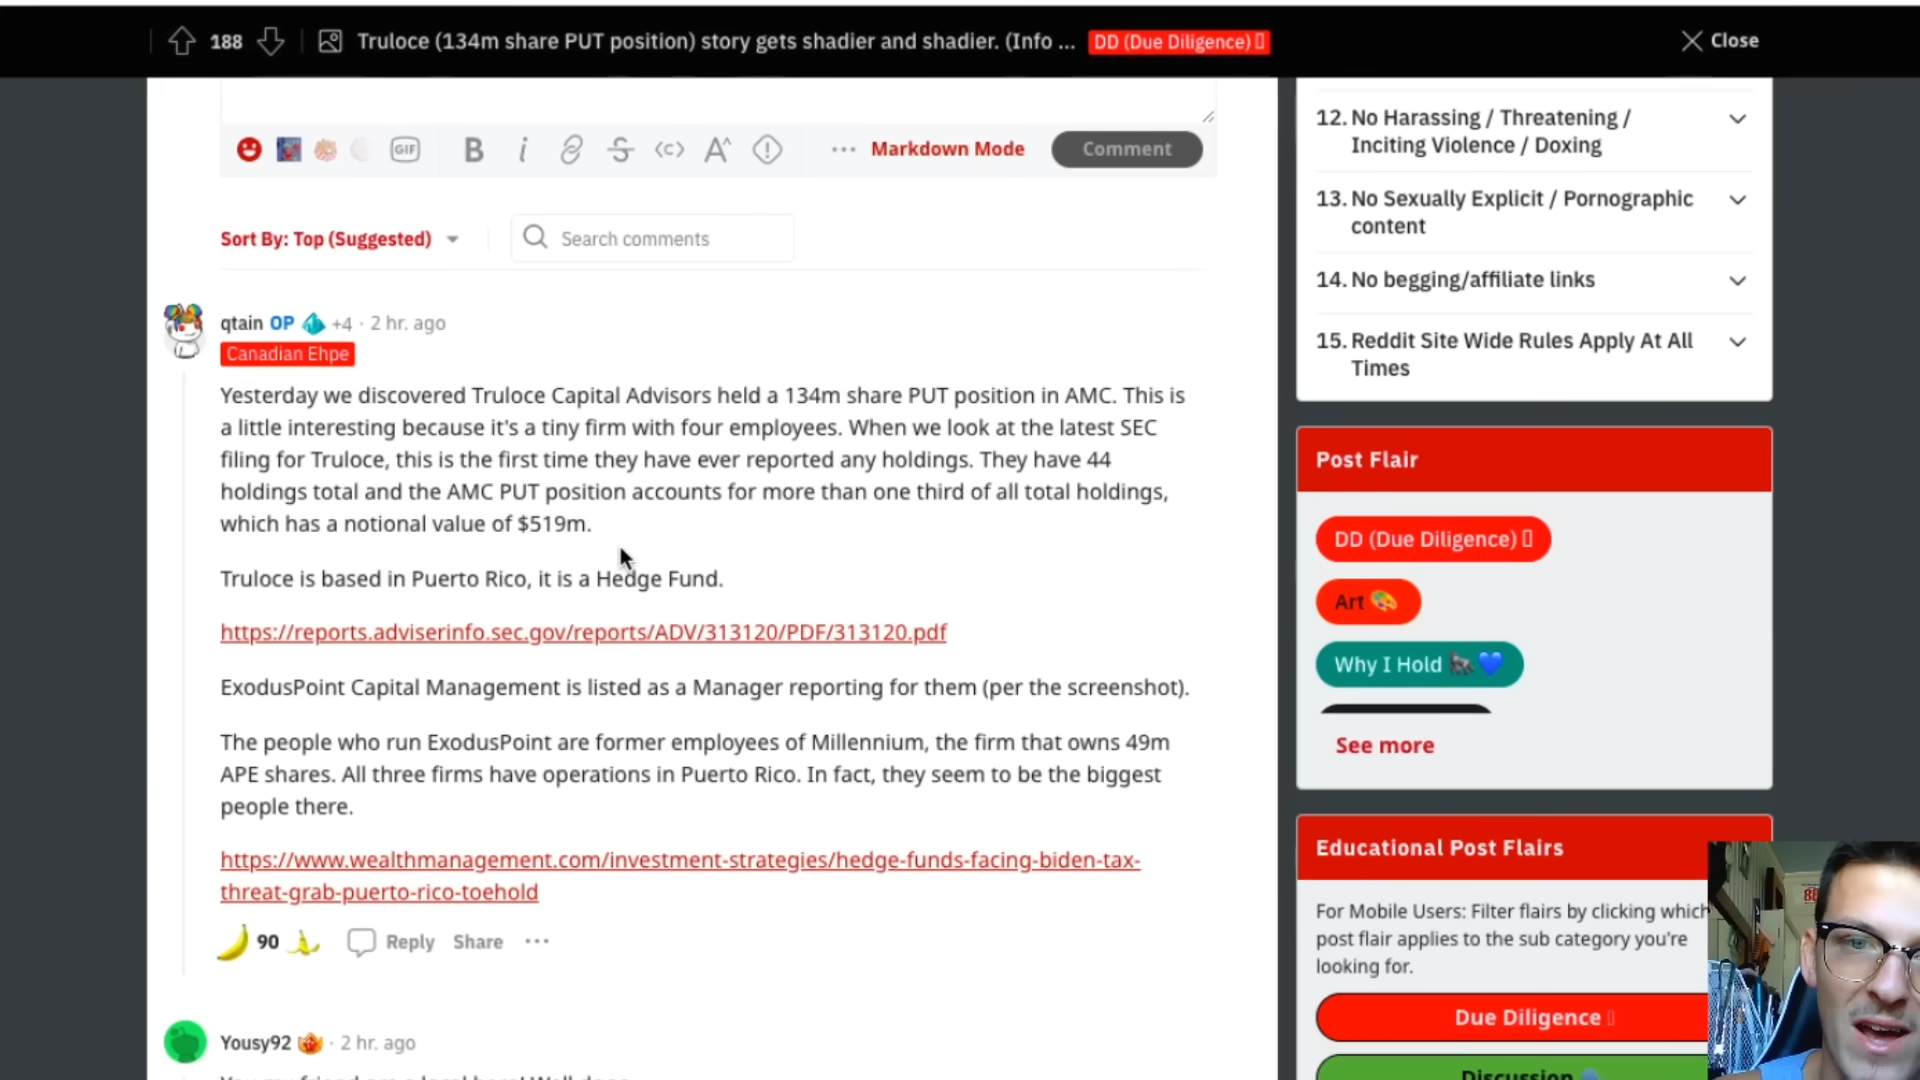 188 Truloce (134m share PUT position) story gets shadier and shadier. (Info ... DD (Due Diligence) Close
GIF B i A Markdown Mode Comment
Sort By: Top (Suggested) Search comments
qtain OP +4 · 2 hr. ago
Canadian Ehpe
Yesterday we discovered Truloce Capital Advisors held a 134m share PUT position in AMC. This is
a little interesting because it's a tiny firm with four employees. When we look at the latest SEC
filing for Truloce, this is the first time they have ever reported any holdings. They have 44
holdings total and the AMC PUT position accounts for more than one third of all total holdings,
which has a notional value of $519m.
Truloce is based in Puerto Rico, it is a Hedge Fund.
https://reports.adviserinfo.sec.gov/reports/ADV/313120/PDF/313120.pdf
ExodusPoint Capital Management is listed as a Manager reporting for them (per the screenshot).
The people who run ExodusPoint are former employees of Millennium, the firm that owns 49m
APE shares. All three firms have operations in Puerto Rico. In fact, they seem to be the biggest
people there.
https://www.wealthmanagement.com/investment-strategies/hedge-funds-facing-biden-tax-
threat-grab-puerto-rico-toehold
90 Reply Share ...
Yousy92 · 2 hr. ago
12. No Harassing / Threatening /
Inciting Violence / Doxing
13. No Sexually Explicit / Pornographic
content
14. No begging/affiliate links
15. Reddit Site Wide Rules Apply At All
Times
Post Flair
DD (Due Diligence)
Art 🎨
Why I Hold 🦍💙
See more
Educational Post Flairs
For Mobile Users: Filter flairs by clicking which
post flair applies to the sub category you're
looking for.
Due Diligence
Discussion